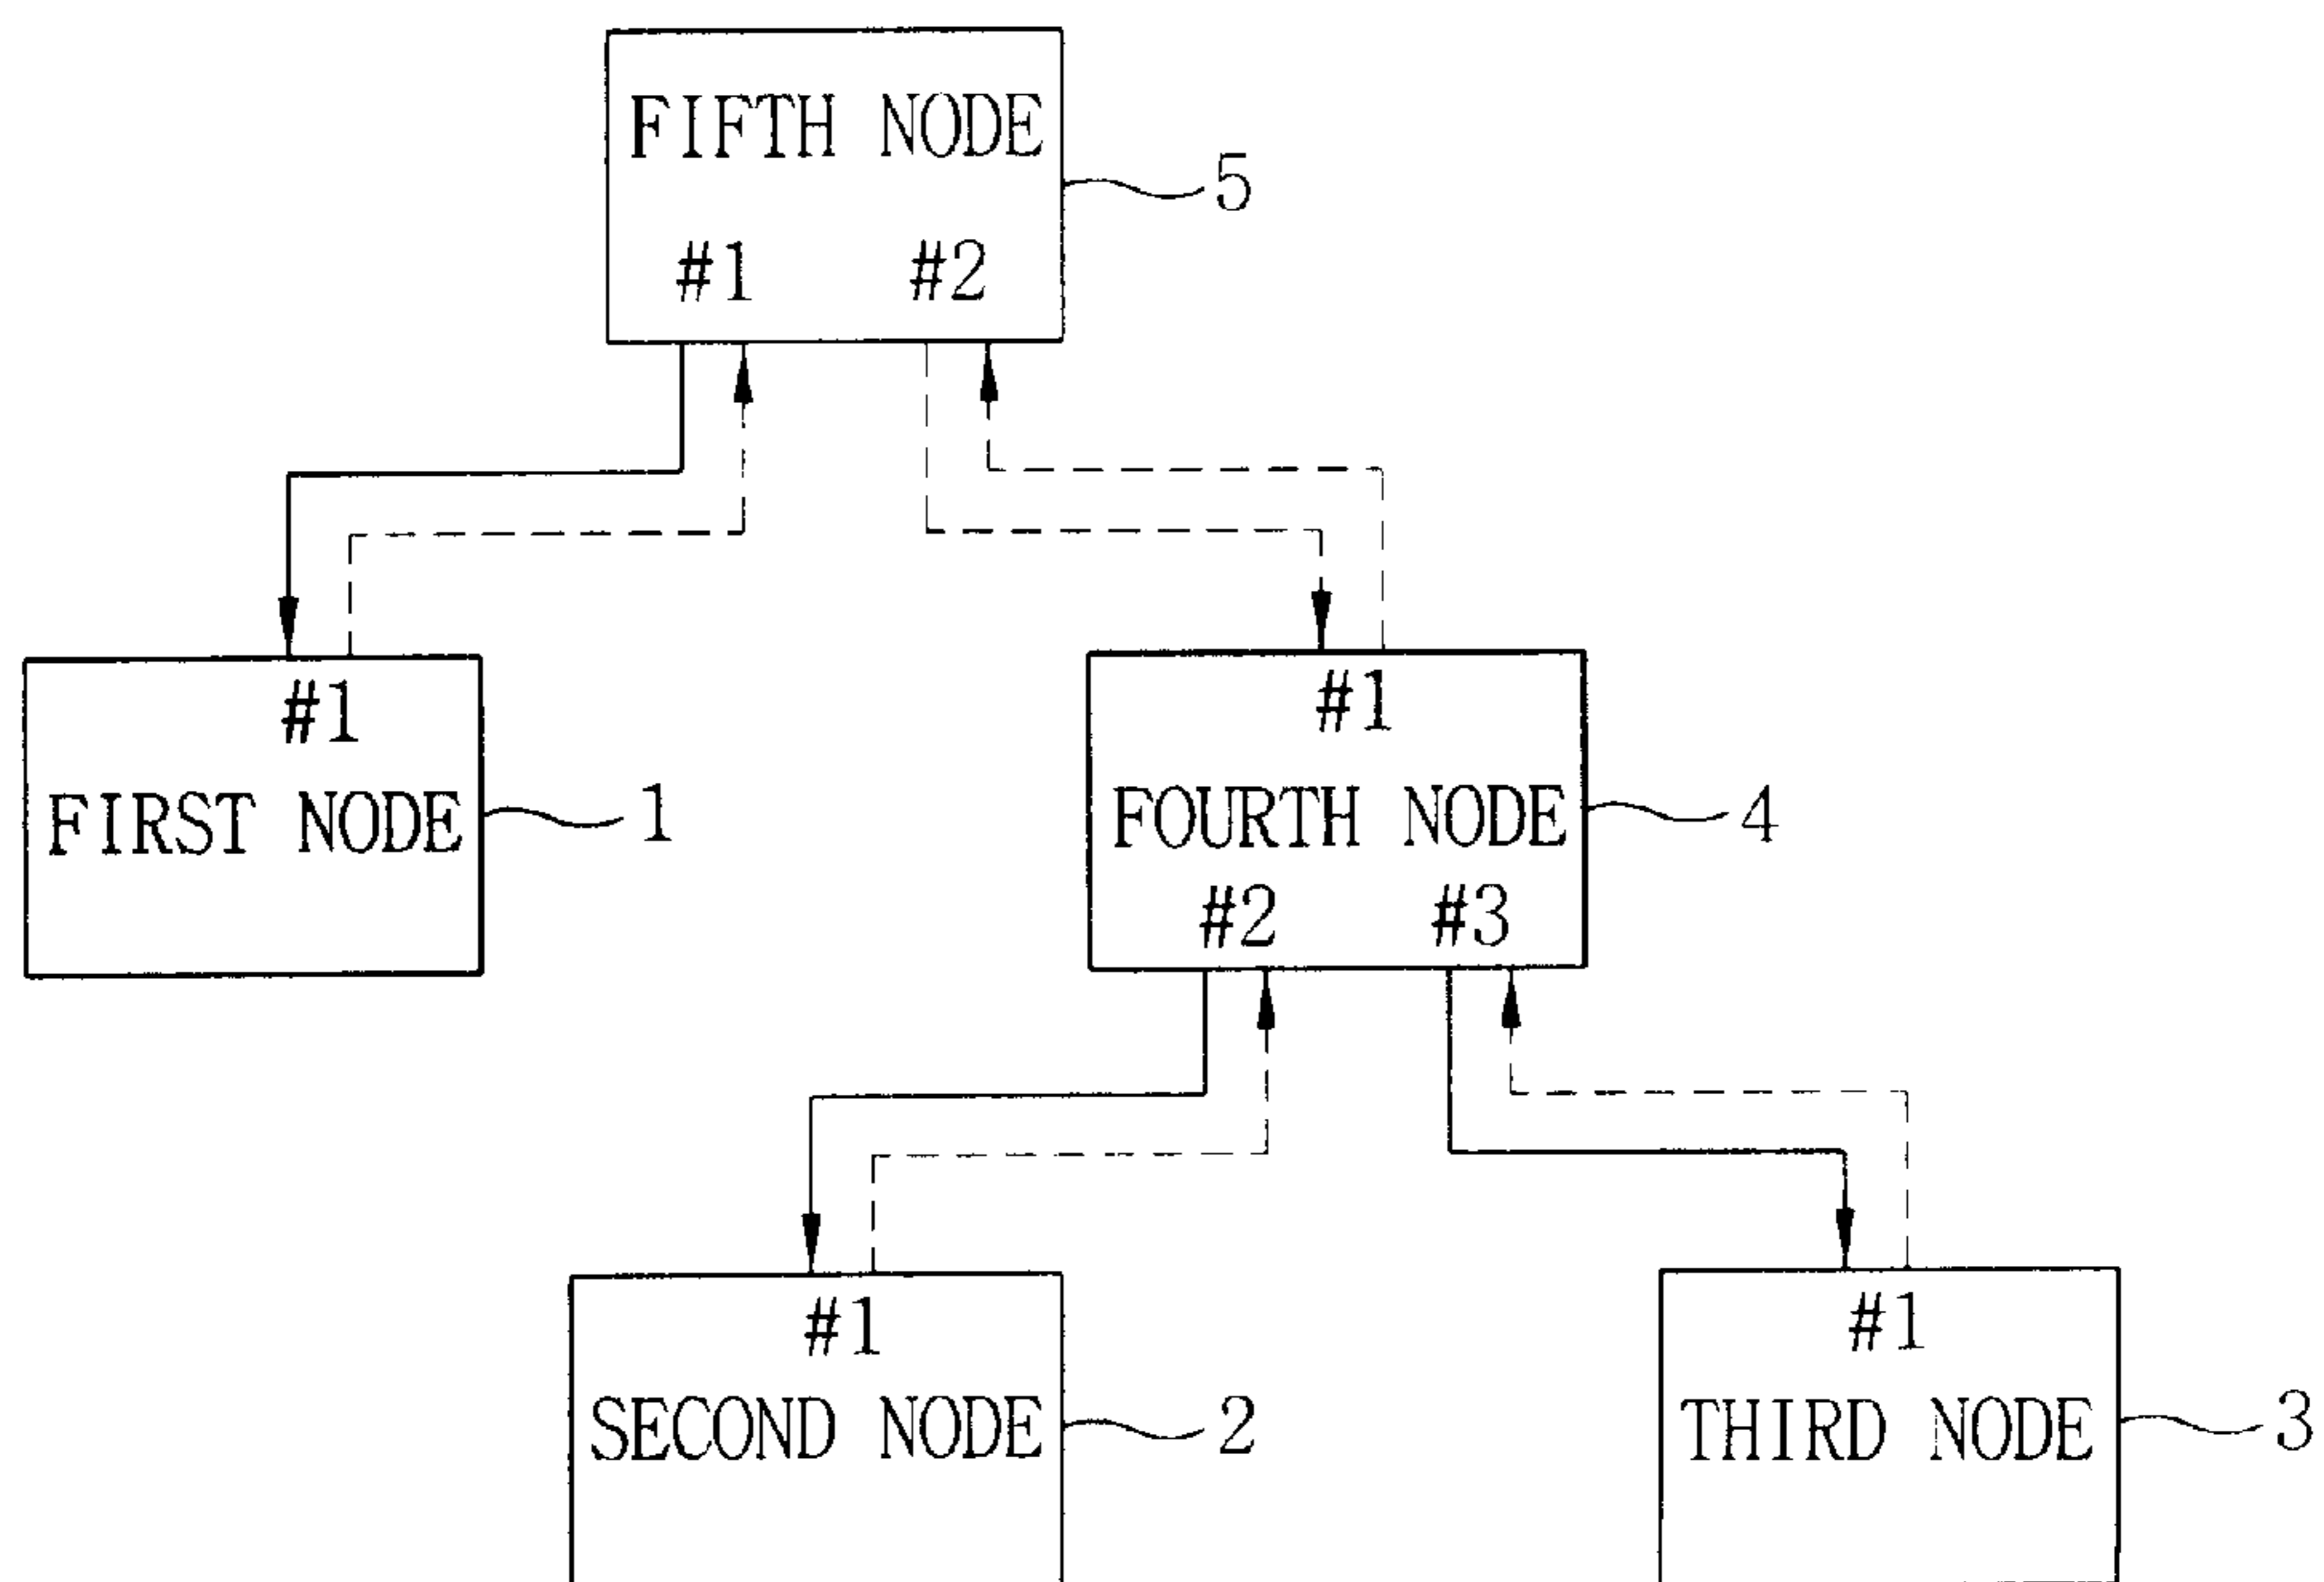 FIFTH NODE
5
#1 #2
#1
FIRST NODE
1
#1
FOURTH NODE
4
#2 #3
#1
SECOND NODE
2
#1
THIRD NODE
3